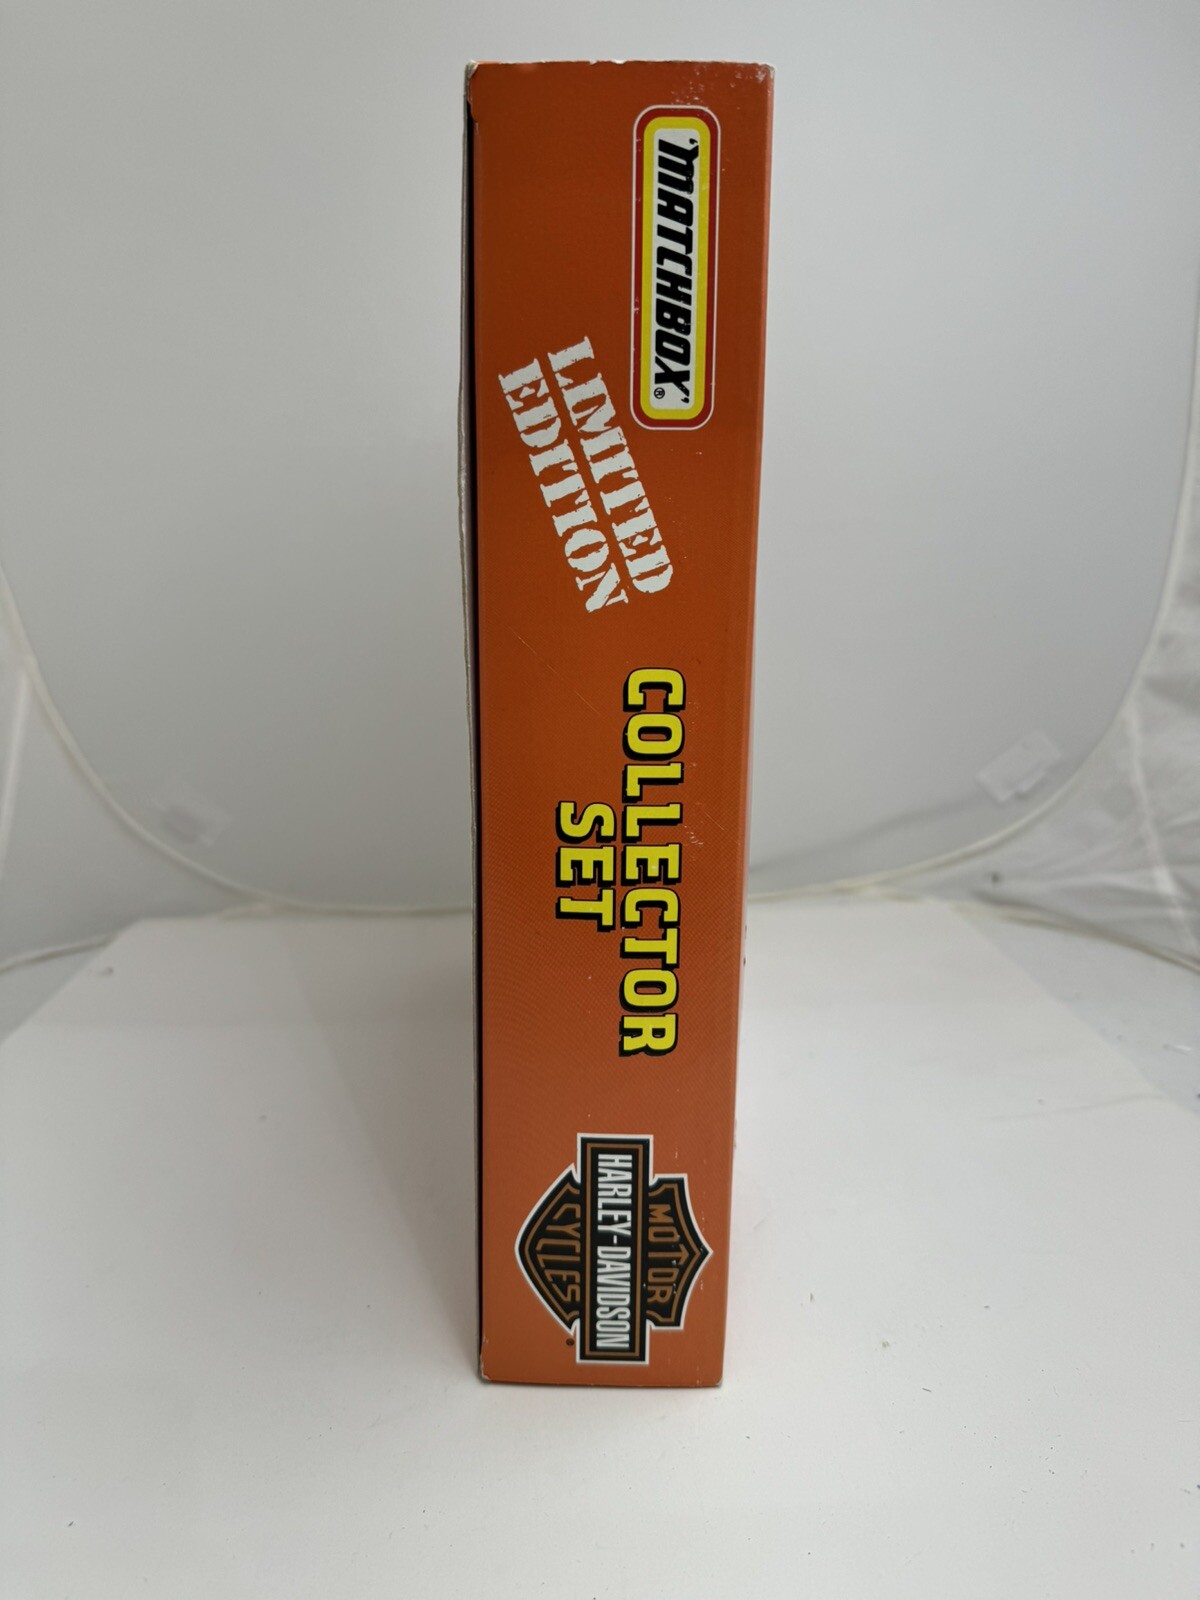 'MATCHBOX'®
LIMITED
EDITION
COLLECTOR
SET
MOTOR
HARLEY-DAVIDSON
CYCLES